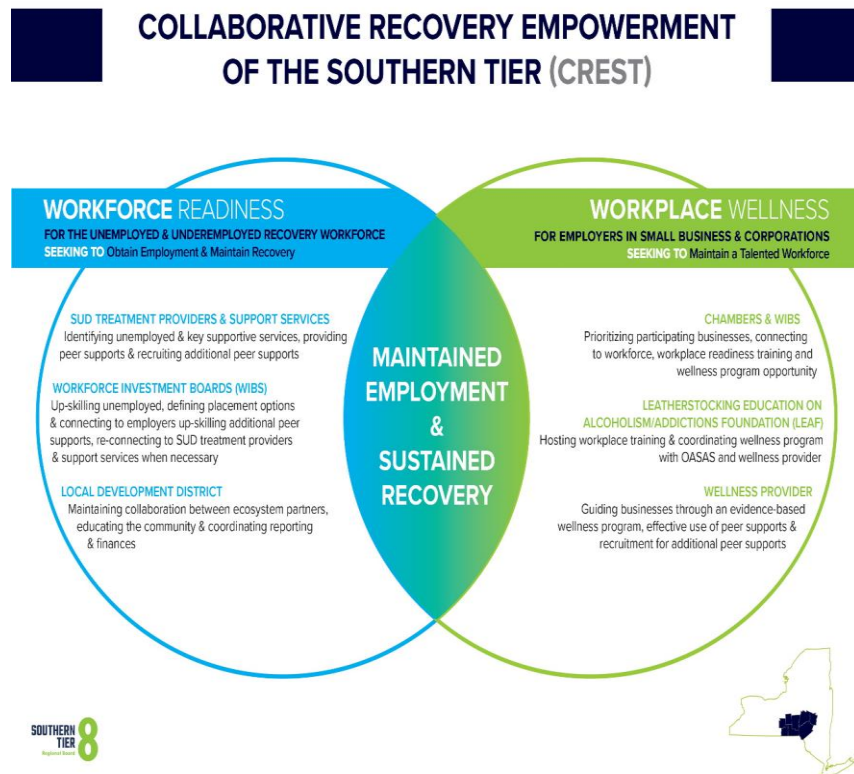 COLLABORATIVE RECOVERY EMPOWERMENT
OF THE SOUTHERN TIER (CREST)
WORKFORCE READINESS
FOR THE UNEMPLOYED & UNDEREMPLOYED RECOVERY WORKFORCE
SEEKING TO Obtain Employment & Maintain Recovery
SUD TREATMENT PROVIDERS & SUPPORT SERVICES
Identifying unemployed & key supportive services, providing
peer supports & recruiting additional peer supports
WORKFORCE INVESTMENT BOARDS (WIBS)
Up-skilling unemployed, defining placement options
& connecting to employers up-skilling additional peer
supports, re-connecting to SUD treatment providers
& support services when necessary
LOCAL DEVELOPMENT DISTRICT
Maintaining collaboration between ecosystem partners,
educating the community & coordinating reporting
& finances
MAINTAINED
EMPLOYMENT
&
SUSTAINED
RECOVERY
WORKPLACE WELLNESS
FOR EMPLOYERS IN SMALL BUSINESS & CORPORATIONS
SEEKING TO Maintain a Talented Workforce
CHAMBERS & WIBS
Prioritizing participating businesses, connecting
to workforce, workplace readiness training and
wellness program opportunity
LEATHERSTOCKING EDUCATION ON
ALCOHOLISM/ADDICTIONS FOUNDATION (LEAF)
Hosting workplace training & coordinating wellness program
with OASAS and wellness provider
WELLNESS PROVIDER
Guiding businesses through an evidence-based
wellness program, effective use of peer supports &
recruitment for additional peer supports
SOUTHERN
TIER 8
Regional Board